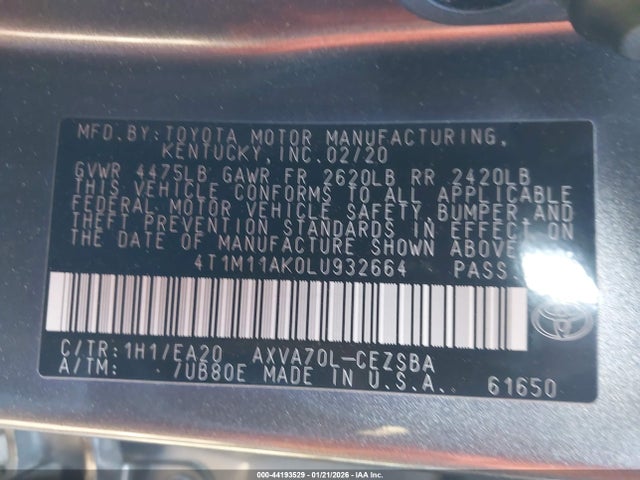 MFD.BY:TOYOTA MOTOR MANUFACTURING,
KENTUCKY,INC.02/20
GVWR 4475LB GAWR FR 2620LB RR 2420LB
THIS VEHICLE CONFORMS TO ALL APPLICABLE
FEDERAL MOTOR VEHICLE SAFETY,BUMPER,AND
THEFT PREVENTION STANDARDS IN EFFECT ON
THE DATE OF MANUFACTURE SHOWN ABOVE.
4T1M11AK0LU932664 PASS
C/TR:1H1/EA20 AXVA70L-CEZSBA
A/TM: /UB80E MADE IN U.S.A. 61650
000-44193529 - 01/21/2026 - IAA Inc.